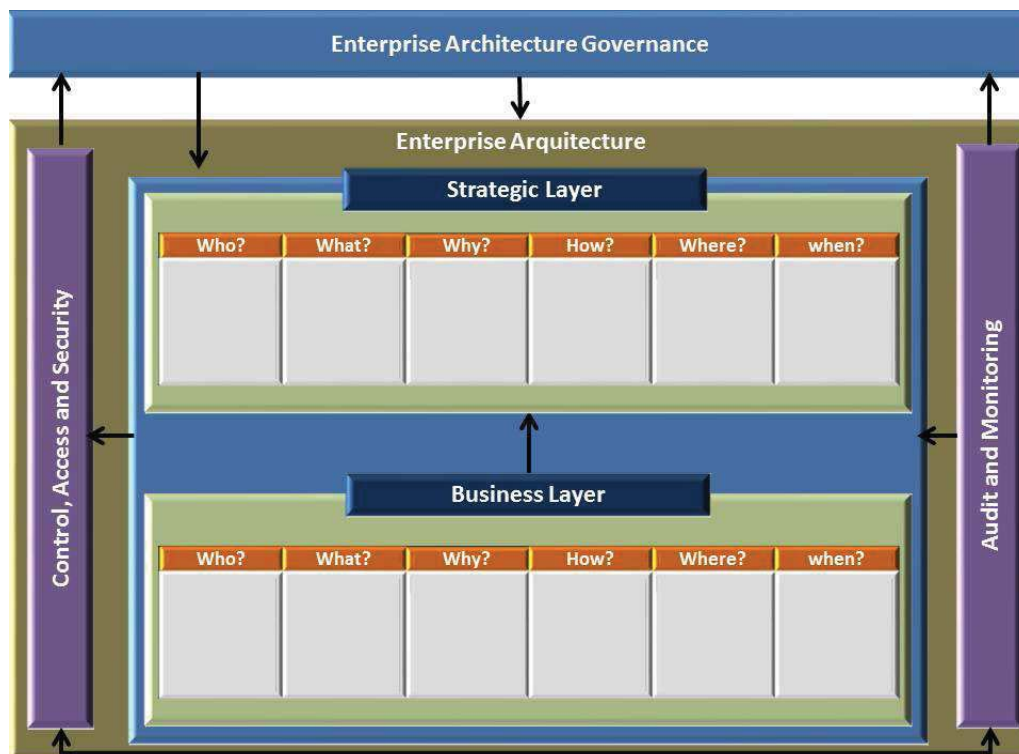 Enterprise Architecture Governance
Enterprise Arquitecture
Control, Access and Security
Strategic Layer
Who? What? Why? How? Where? when?
Business Layer
Who? What? Why? How? Where? when?
Audit and Monitoring